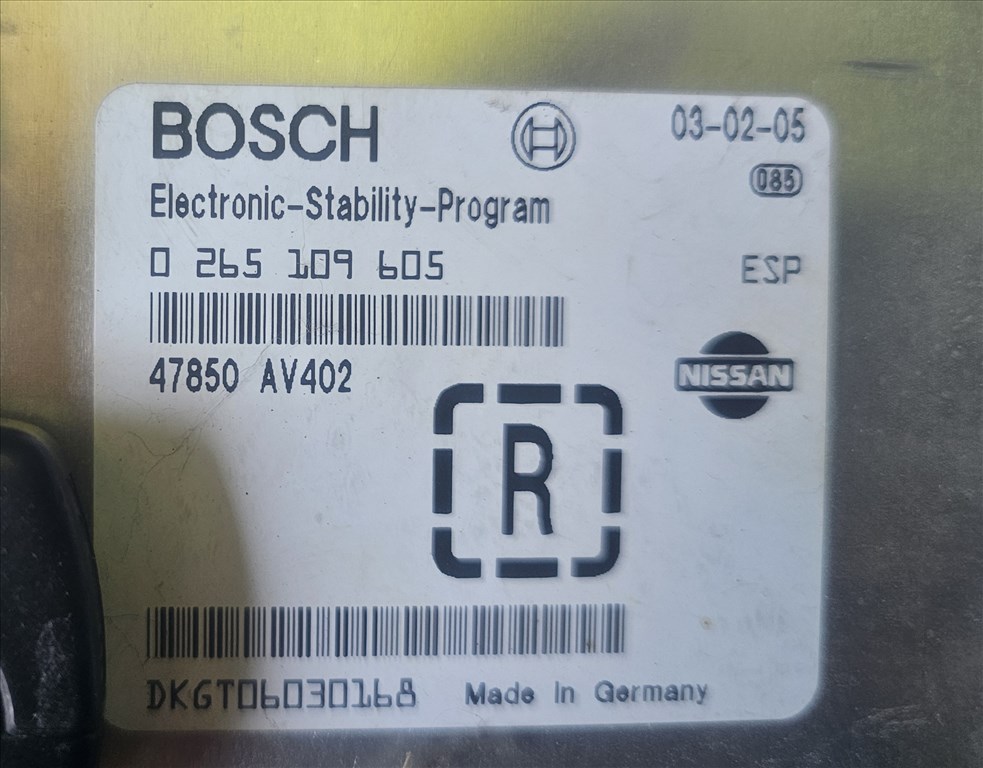 BOSCH 03-02-05
085
Electronic-Stability-Program
0 265 109 605 ESP
47850 AV402 NISSAN
R
DKGT06030168 Made In Germany